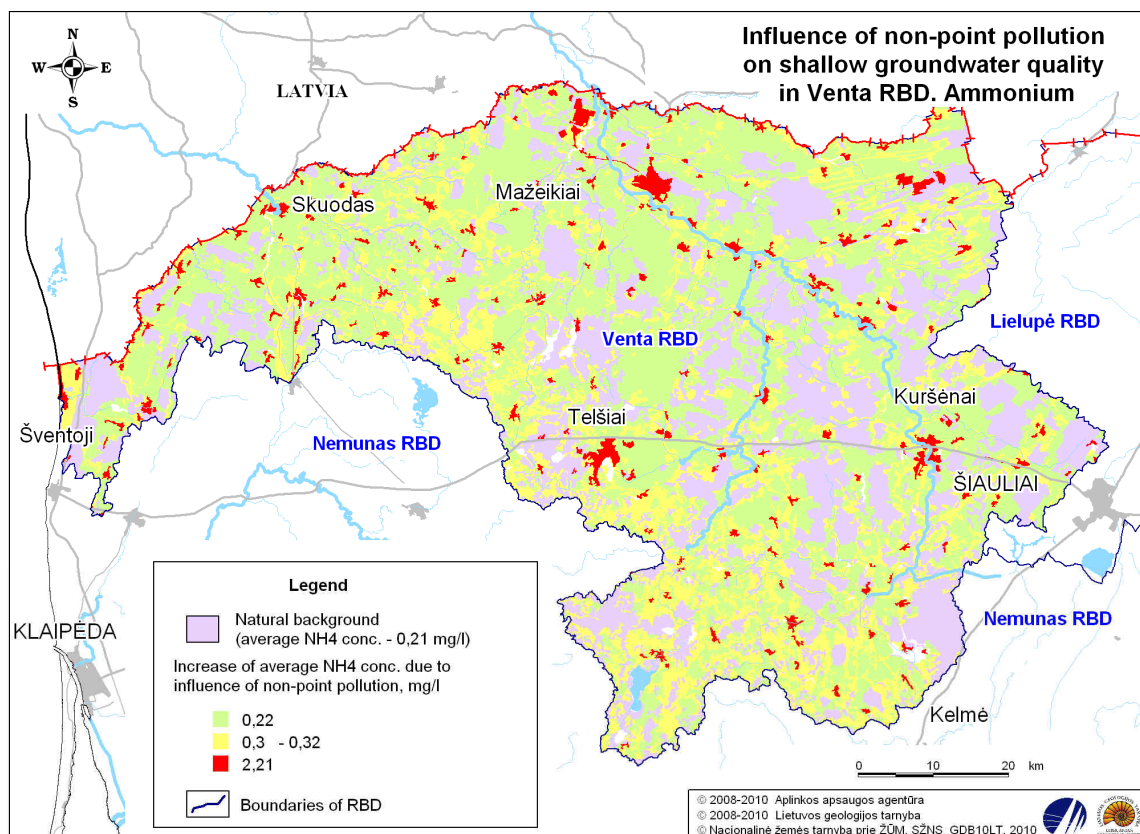 Influence of non-point pollution
on shallow groundwater quality
in Venta RBD. Ammonium
N
W E
S
LATVIA
Skuodas
Mažeikiai
Venta RBD
Lielupė RBD
Šventoji
Nemunas RBD
Telšiai
Kuršėnai
ŠIAULIAI
Nemunas RBD
KLAIPĖDA
Kelmė
Legend
Natural background
(average NH4 conc. - 0,21 mg/l)
Increase of average NH4 conc. due to
influence of non-point pollution, mg/l
0,22
0,3 - 0,32
2,21
Boundaries of RBD
0 10 20 km
© 2008-2010 Aplinkos apsaugos agentūra
© 2008-2010 Lietuvos geologijos tarnyba
© Nacionalinė žemės tarnyba prie ŽŪM, SŽNS_GDB10LT, 2010